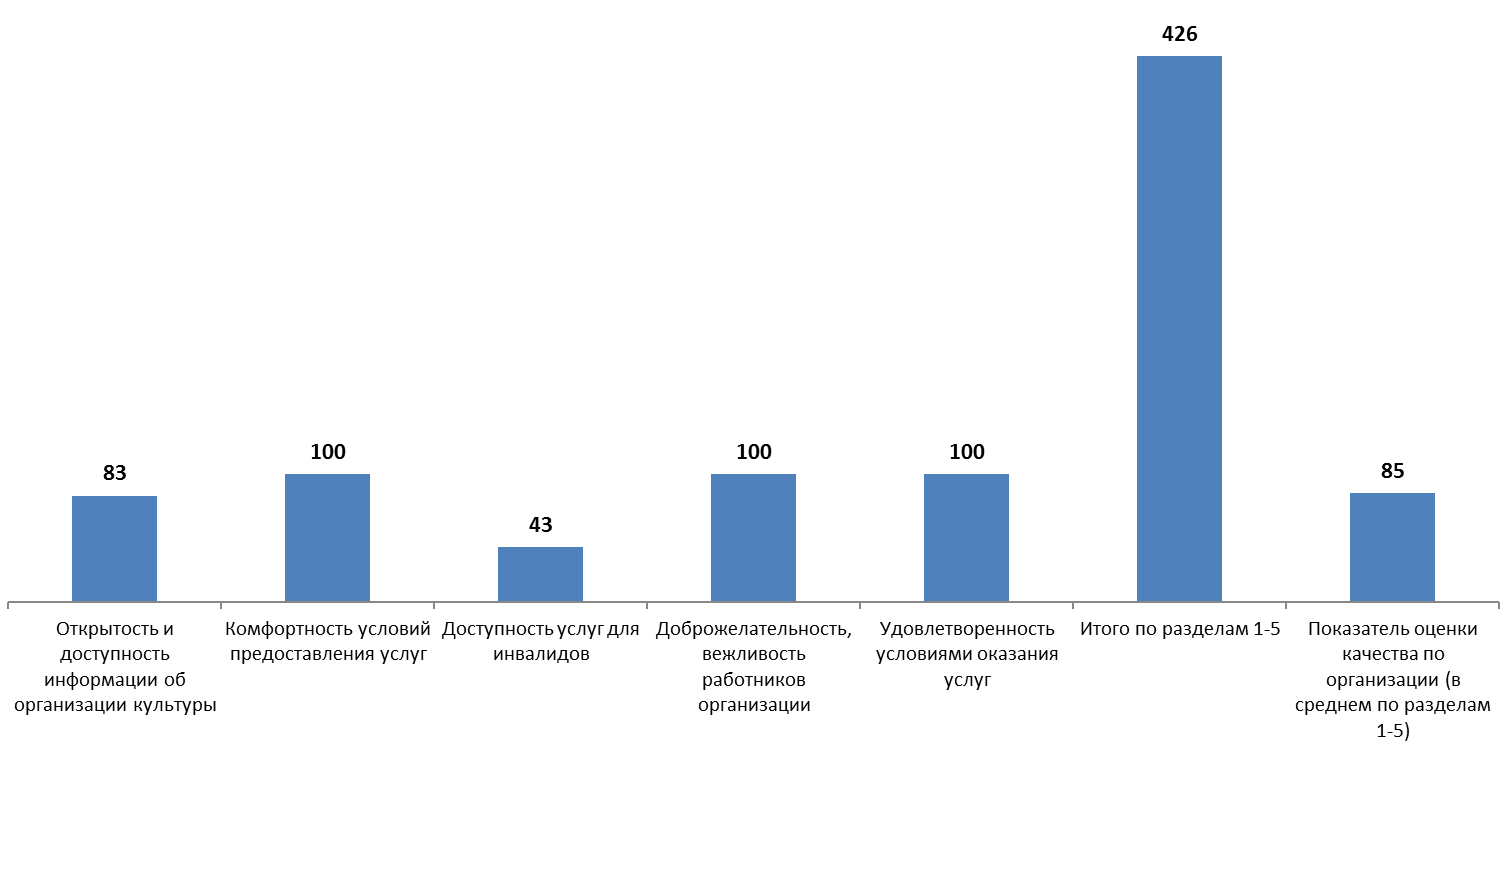 426
83
100
43
100
100
85
Открытость и
доступность
информации об
организации культуры
Комфортность условий
предоставления услуг
Доступность услуг для
инвалидов
Доброжелательность,
вежливость
работников
организации
Удовлетворенность
условиями оказания
услуг
Итого по разделам 1-5
Показатель оценки
качества по
организации (в
среднем по разделам
1-5)